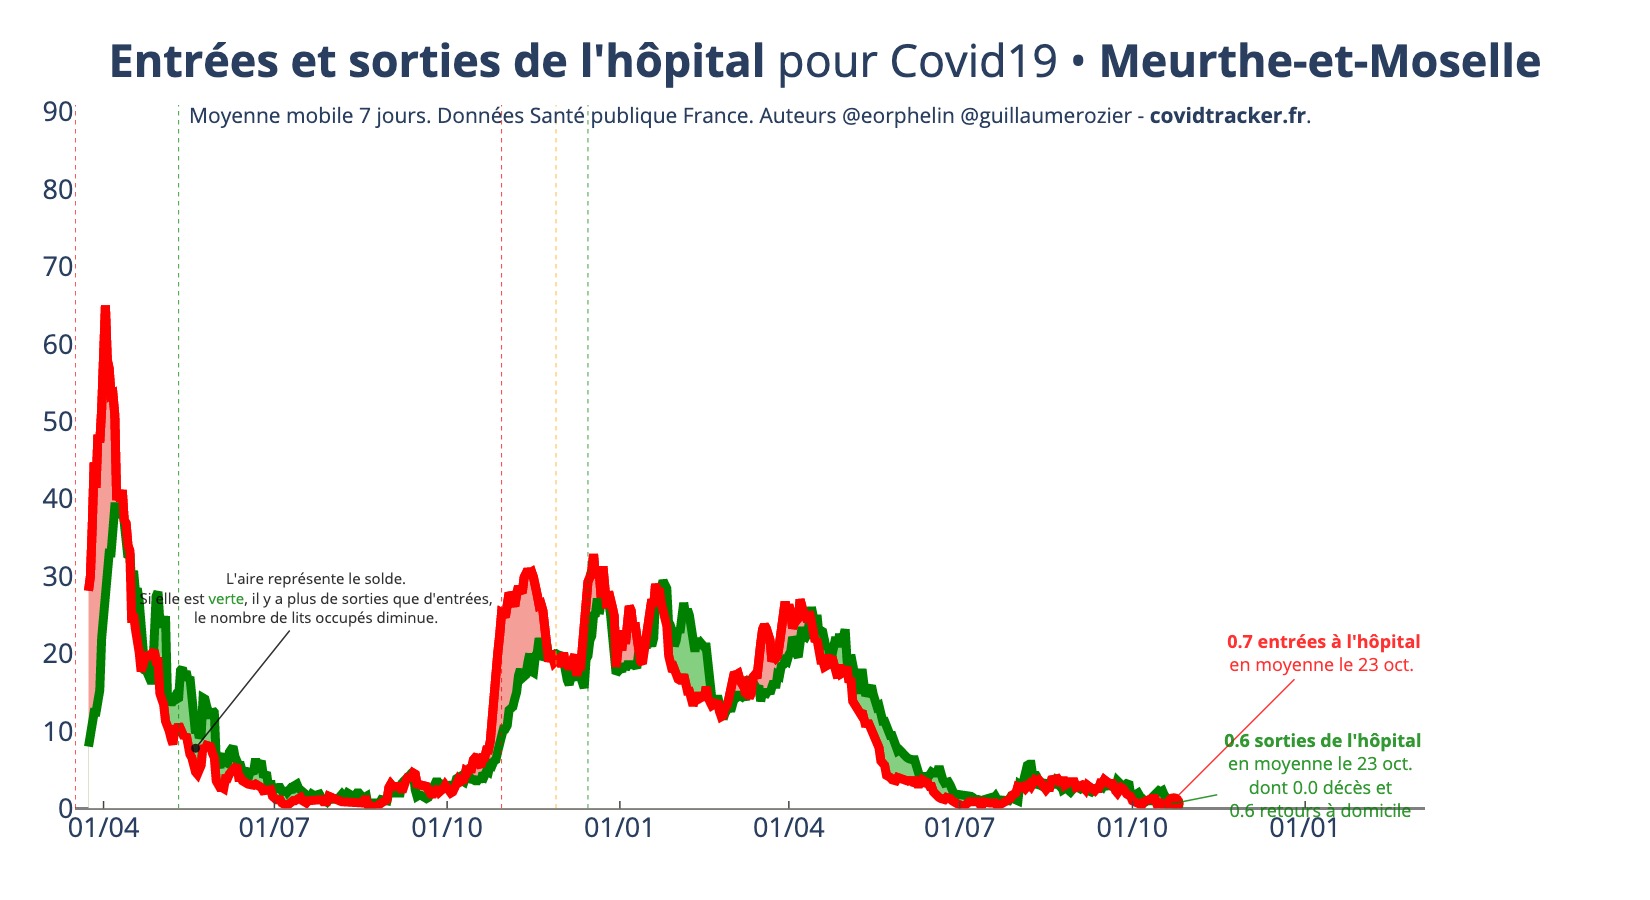 Entrées et sorties de l'hôpital pour Covid19 • Meurthe-et-Moselle
Moyenne mobile 7 jours. Données Santé publique France. Auteurs @eorphelin @guillaumerozier - covidtracker.fr.
90
80
70
60
50
40
30
20
10
0
L'aire représente le solde.
Si elle est verte, il y a plus de sorties que d'entrées,
le nombre de lits occupés diminue.
0.7 entrées à l'hôpital
en moyenne le 23 oct.
0.6 sorties de l'hôpital
en moyenne le 23 oct.
dont 0.0 décès et
0.6 retours à domicile
01/04 01/07 01/10 01/01 01/04 01/07 01/10 01/01